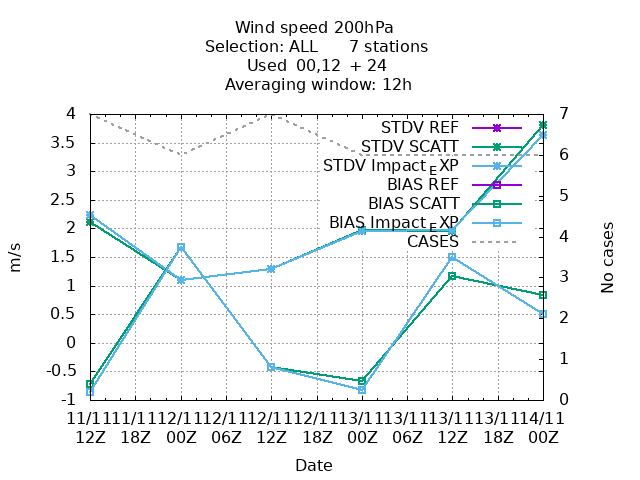 Wind speed 200hPa
Selection: ALL 7 stations
Used 00,12 + 24
Averaging window: 12h
4
3.5
3
2.5
2
1.5
1
0.5
0
-0.5
-1
7
6
5
4
3
2
1
0
STDV REF
STDV SCATT
STDV Impact EXP
BIAS REF
BIAS SCATT
BIAS Impact EXP
CASES
m/s
No cases
11/11 11/11 12/11 12/11 12/11 12/11 13/11 13/11 13/11 13/11 14/11
12Z 18Z 00Z 06Z 12Z 18Z 00Z 06Z 12Z 18Z 00Z
Date